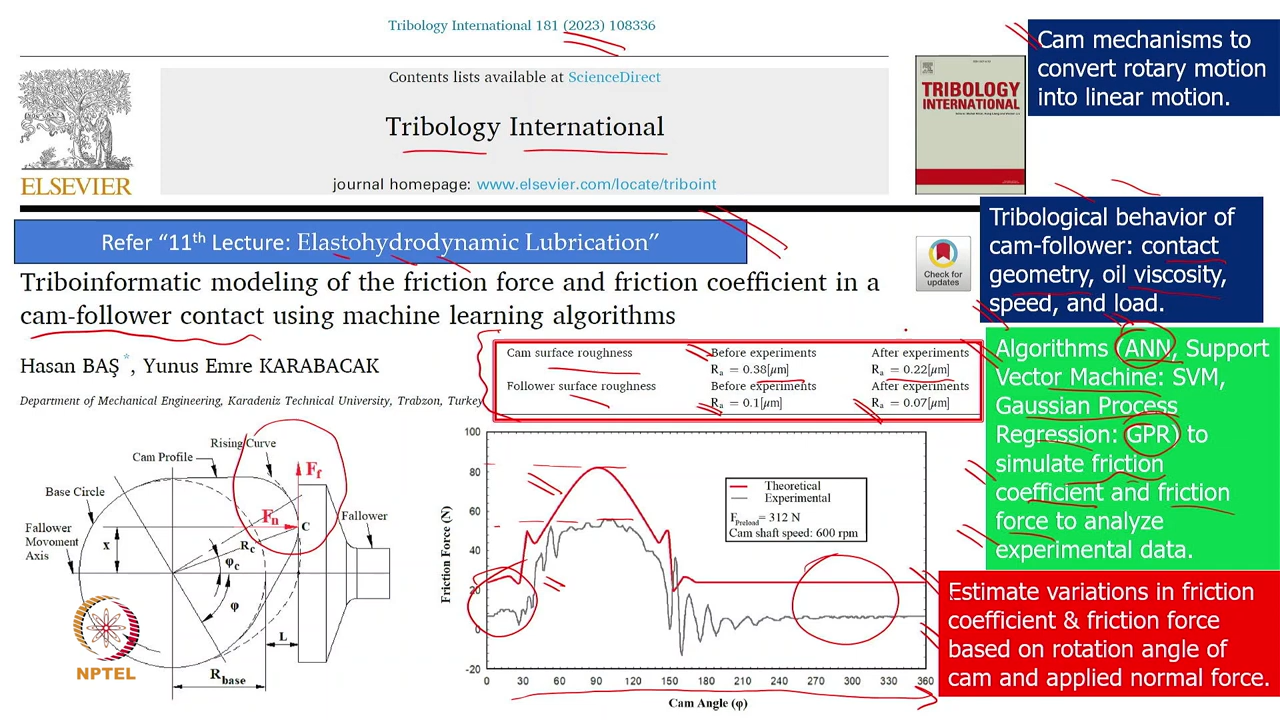 Tribology International 181 (2023) 108336
Contents lists available at ScienceDirect
Tribology International
journal homepage: www.elsevier.com/locate/triboint
ELSEVIER
TRIBOLOGY
INTERNATIONAL
Cam mechanisms to
convert rotary motion
into linear motion.
Refer “11th Lecture: Elastohydrodynamic Lubrication”
Check for
updates
Tribological behavior of
cam-follower: contact
geometry, oil viscosity,
speed, and load.
Triboinformatic modeling of the friction force and friction coefficient in a
cam-follower contact using machine learning algorithms
Hasan BAŞ *, Yunus Emre KARABACAK
Department of Mechanical Engineering, Karadeniz Technical University, Trabzon, Turkey
Cam surface roughness Before experiments After experiments
Ra = 0.38[μm] Ra = 0.22[μm]
Follower surface roughness Before experiments After experiments
Ra = 0.1[μm] Ra = 0.07[μm]
Algorithms (ANN, Support
Vector Machine: SVM,
Gaussian Process
Regression: GPR) to
simulate friction
coefficient and friction
force to analyze
experimental data.
Rising Curve
Cam Profile
Base Circle
Fallower
Movoment
Axis
Ff
Fn
C
Fallower
x
Rc
φc
φ
L
Rbase
NPTEL
Friction Force (N)
100
80
60
40
20
0
-20
Theoretical
Experimental
FPreload= 312 N
Cam shaft speed: 600 rpm
0 30 60 90 120 150 180 210 240 270 300 330 360
Cam Angle (φ)
Estimate variations in friction
coefficient & friction force
based on rotation angle of
cam and applied normal force.